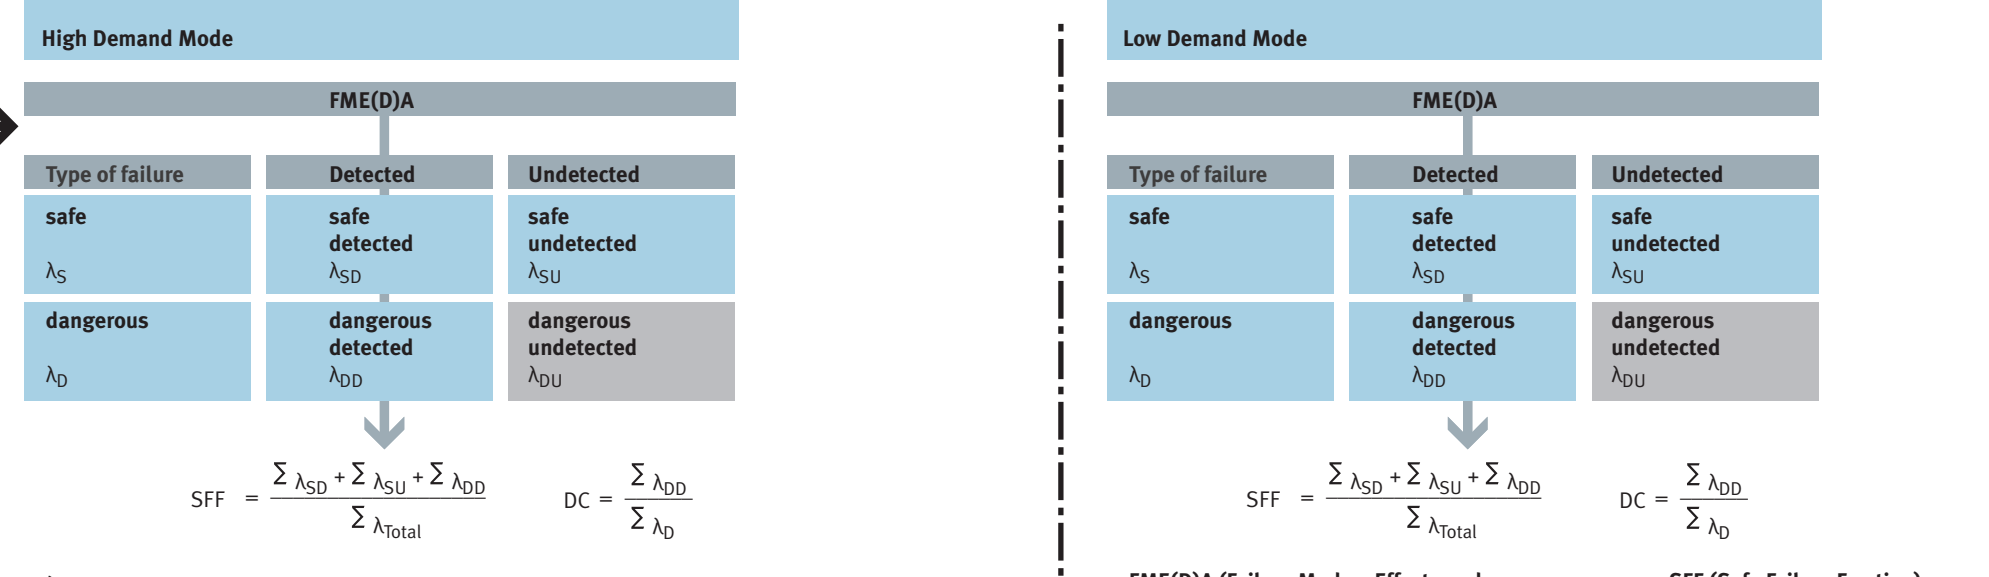 High Demand Mode
FME(D)A
Type of failure Detected Undetected
safe safe safe
detected undetected
λS λSD λSU
dangerous dangerous dangerous
detected undetected
λD λDD λDU
SFF = (∑ λSD + ∑ λSU + ∑ λDD) / ∑ λTotal DC = ∑ λDD / ∑ λD
Low Demand Mode
FME(D)A
Type of failure Detected Undetected
safe safe safe
detected undetected
λS λSD λSU
dangerous dangerous dangerous
detected undetected
λD λDD λDU
SFF = (∑ λSD + ∑ λSU + ∑ λDD) / ∑ λTotal DC = ∑ λDD / ∑ λD